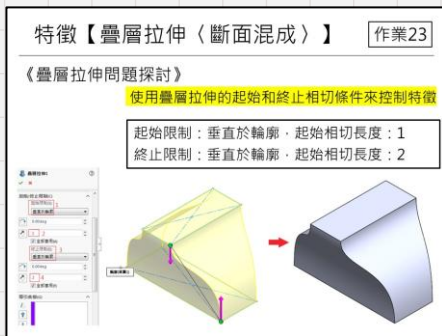 特徵【疊層拉伸〈斷面混成〉】
作業23
《疊層拉伸問題探討》
使用疊層拉伸的起始和終止相切條件來控制特徵
起始限制：垂直於輪廓，起始相切長度：1
終止限制：垂直於輪廓，起始相切長度：2